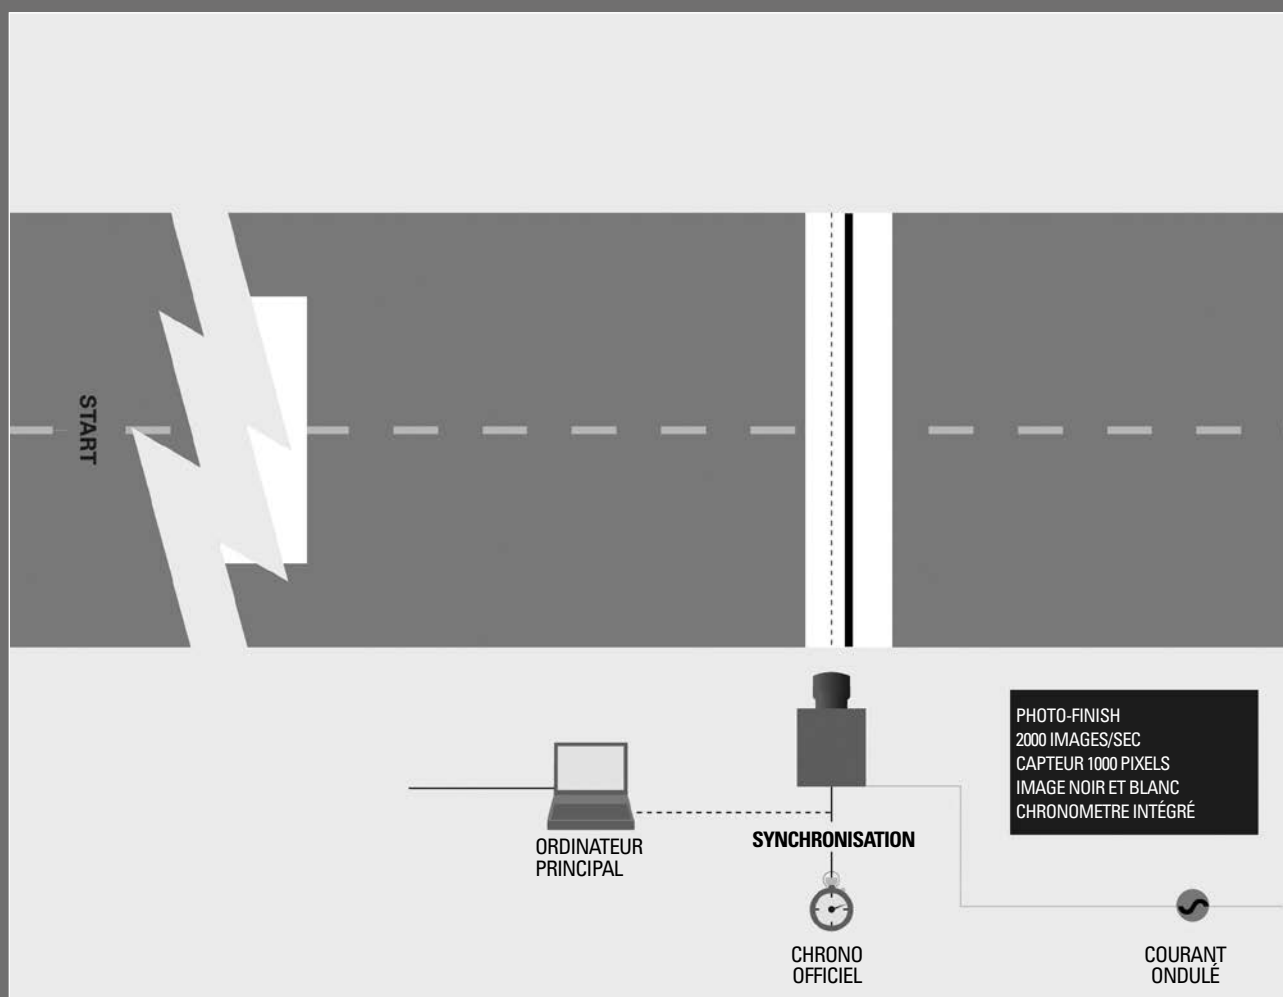 START
PHOTO-FINISH
2000 IMAGES/SEC
CAPTEUR 1000 PIXELS
IMAGE NOIR ET BLANC
CHRONOMETRE INTÉGRÉ
ORDINATEUR
PRINCIPAL
SYNCHRONISATION
CHRONO
OFFICIEL
COURANT
ONDULÉ